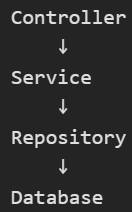 Controller
↓
Service
↓
Repository
↓
Database